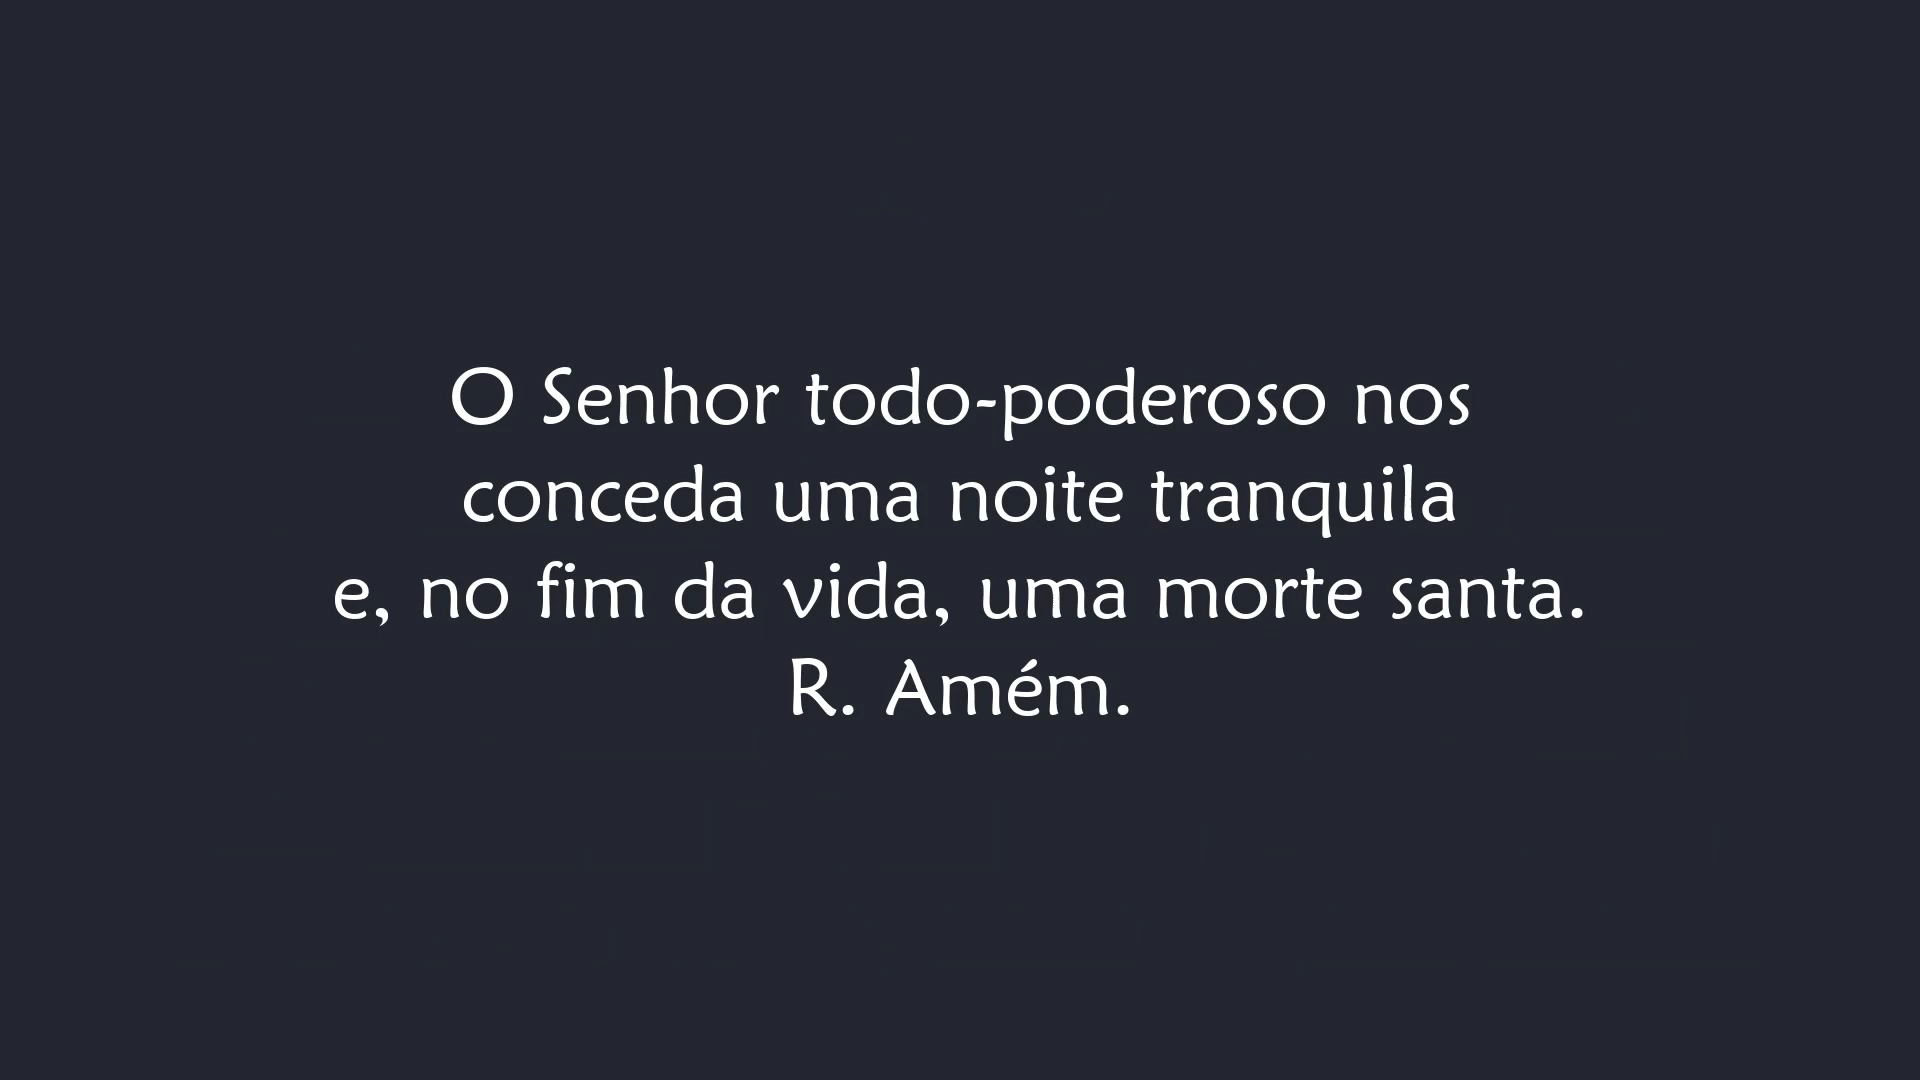 O Senhor todo-poderoso nos
conceda uma noite tranquila
e, no fim da vida, uma morte santa.
R. Amém.